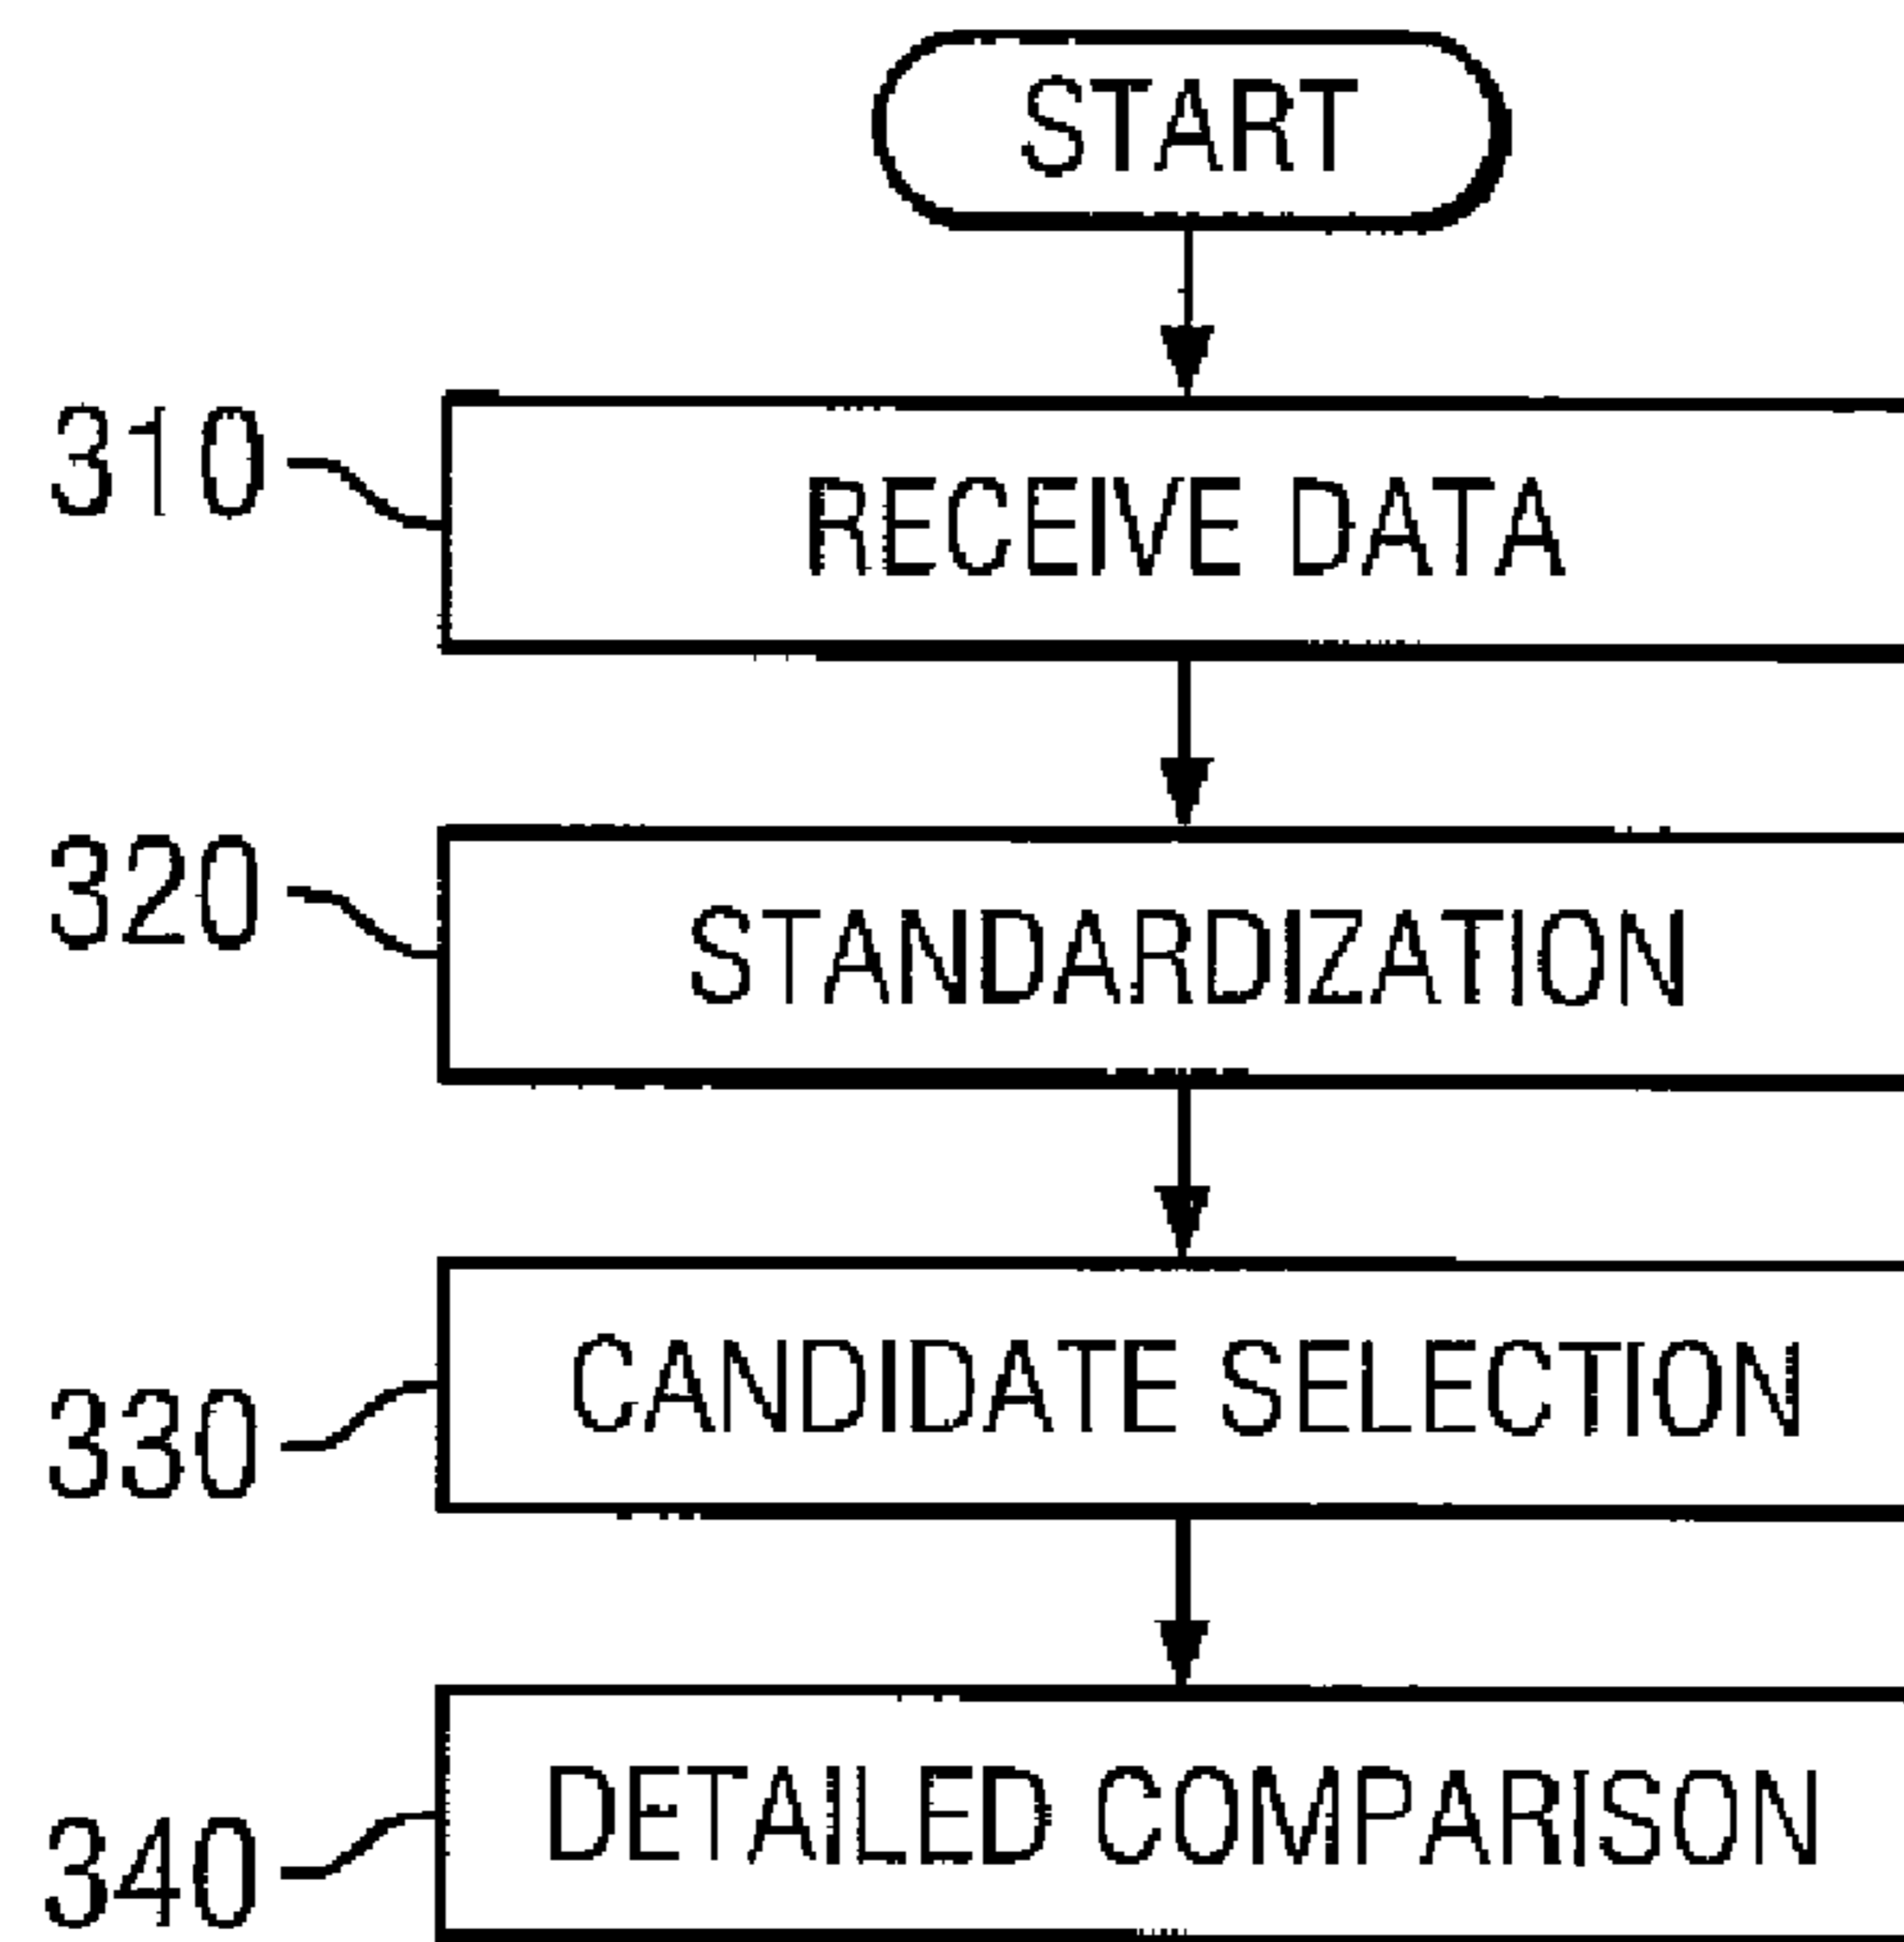 START
310
RECEIVE DATA
320
STANDARDIZATION
330
CANDIDATE SELECTION
340
DETAILED COMPARISON